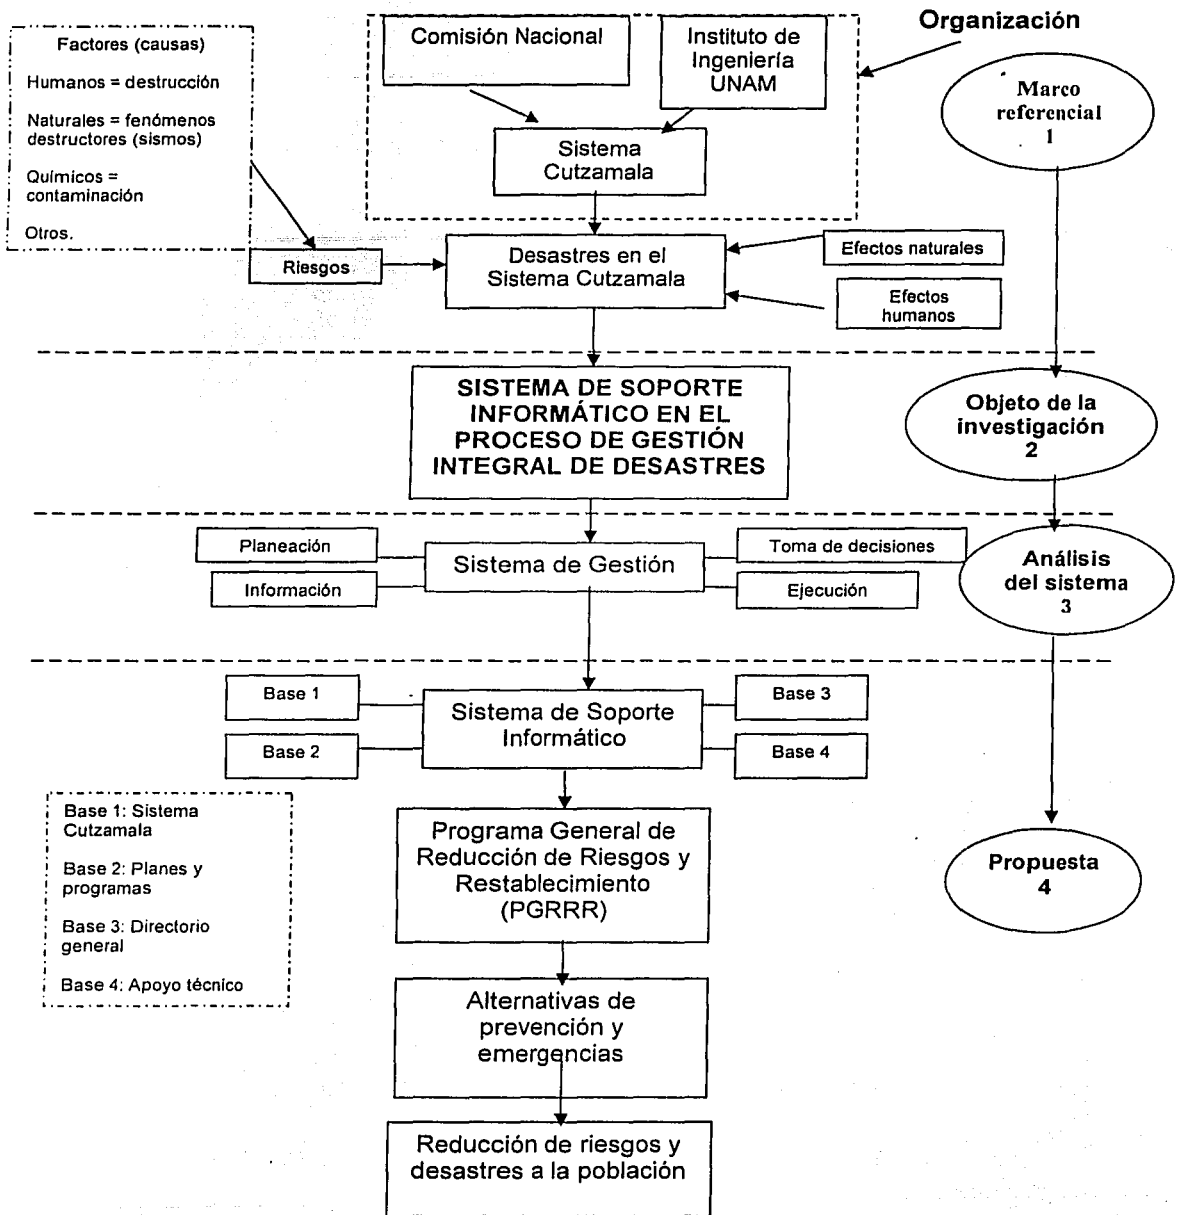 Organización
Factores (causas)
Humanos = destrucción
Naturales = fenómenos
destructores (sismos)
Químicos =
contaminación
Otros.
Comisión Nacional
Instituto de
Ingeniería
UNAM
Sistema
Cutzamala
Marco
referencial
1
Riesgos
Desastres en el
Sistema Cutzamala
Efectos naturales
Efectos
humanos
SISTEMA DE SOPORTE
INFORMÁTICO EN EL
PROCESO DE GESTIÓN
INTEGRAL DE DESASTRES
Objeto de la
investigación
2
Planeación
Información
Sistema de Gestión
Toma de decisiones
Ejecución
Análisis
del sistema
3
Base 1
Base 2
Sistema de Soporte
Informático
Base 3
Base 4
Base 1: Sistema
Cutzamala
Base 2: Planes y
programas
Base 3: Directorio
general
Base 4: Apoyo técnico
Programa General de
Reducción de Riesgos y
Restablecimiento
(PGRRR)
Propuesta
4
Alternativas de
prevención y
emergencias
Reducción de riesgos y
desastres a la población